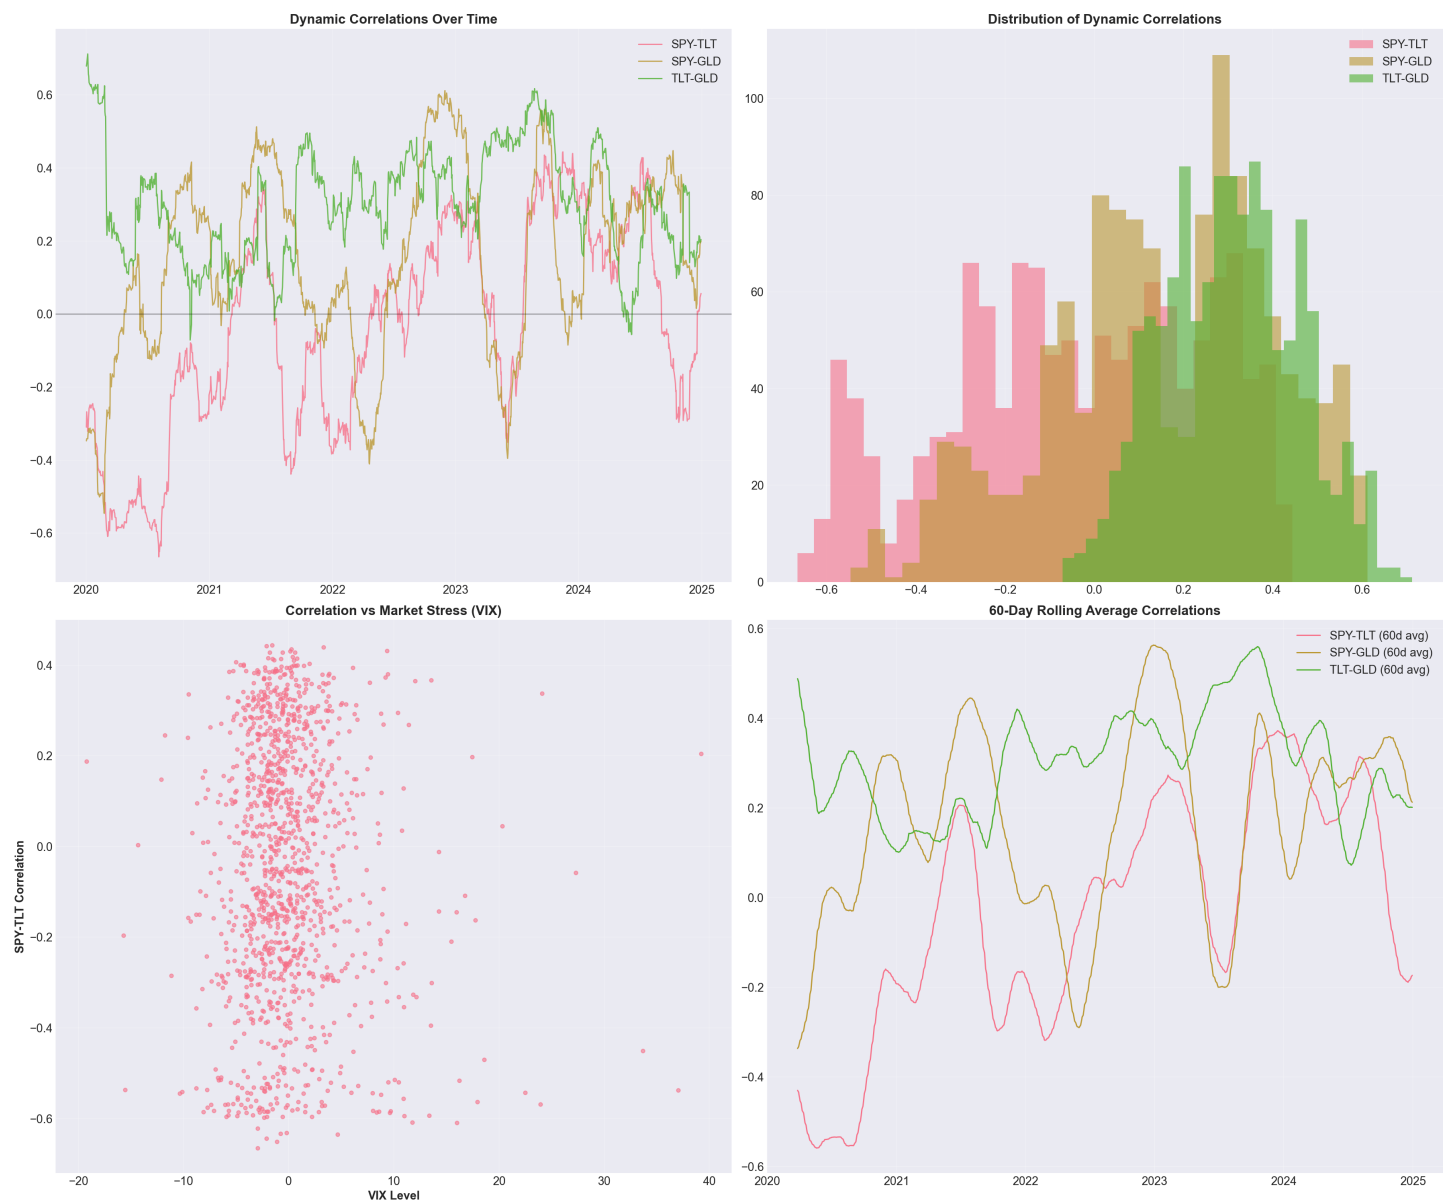 Dynamic Correlations Over Time
SPY-TLT
SPY-GLD
TLT-GLD
0.6
0.4
0.2
0.0
−0.2
−0.4
−0.6
2020 2021 2022 2023 2024 2025
Distribution of Dynamic Correlations
SPY-TLT
SPY-GLD
TLT-GLD
100
80
60
40
20
0
−0.6 −0.4 −0.2 0.0 0.2 0.4 0.6
Correlation vs Market Stress (VIX)
SPY-TLT Correlation
0.4
0.2
0.0
−0.2
−0.4
−0.6
−20 −10 0 10 20 30 40
VIX Level
60-Day Rolling Average Correlations
SPY-TLT (60d avg)
SPY-GLD (60d avg)
TLT-GLD (60d avg)
0.6
0.4
0.2
0.0
−0.2
−0.4
−0.6
2020 2021 2022 2023 2024 2025